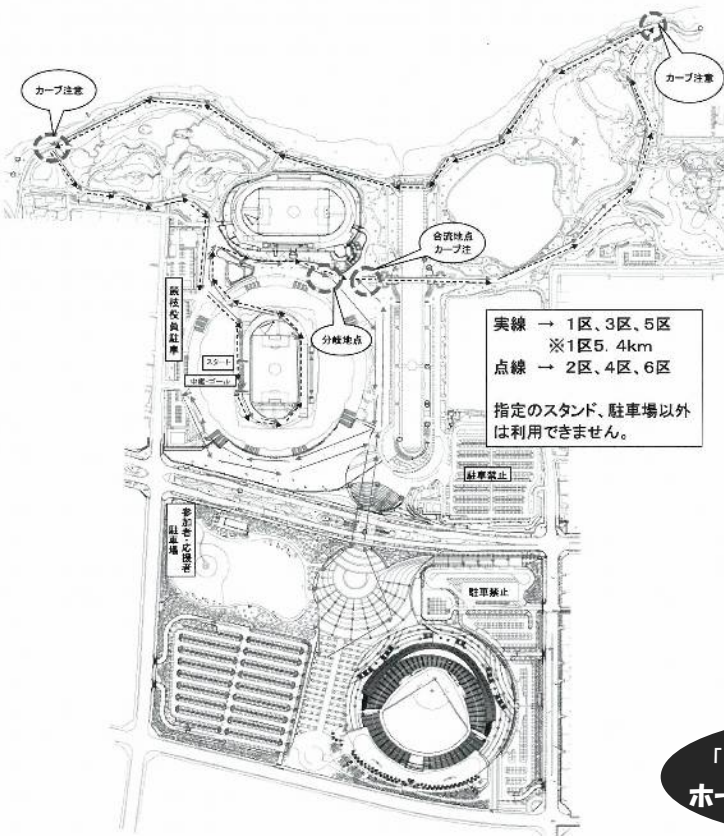 カーブ注意
カーブ注意
合流地点
カーブ注
分岐地点
競技役員駐車
スタート
中継・ゴール
実線 → 1区、3区、5区
※1区5.4km
点線 → 2区、4区、6区
指定のスタンド、駐車場以外
は利用できません。
駐車禁止
参加者・応援者
駐車場
駐車禁止
「
ホー